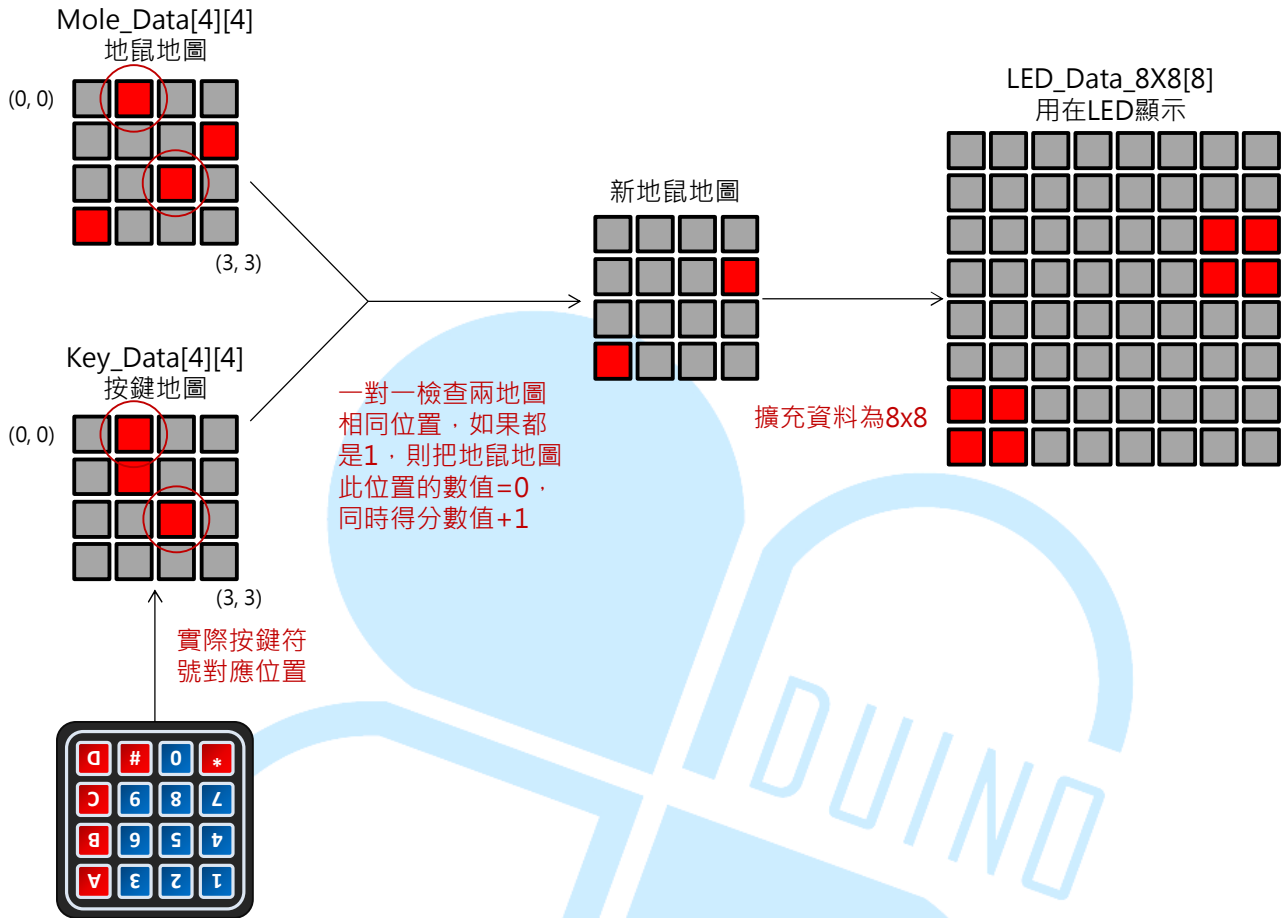 Mole_Data[4][4]
地鼠地圖
(0, 0)
(3, 3)
Key_Data[4][4]
按鍵地圖
(0, 0)
(3, 3)
實際按鍵符
號對應位置
D # 0 *
C 9 8 7
B 6 5 4
A 3 2 1
一對一檢查兩地圖
相同位置，如果都
是1，則把地鼠地圖
此位置的數值=0，
同時得分數值+1
新地鼠地圖
擴充資料為8x8
LED_Data_8X8[8]
用在LED顯示
DUINO